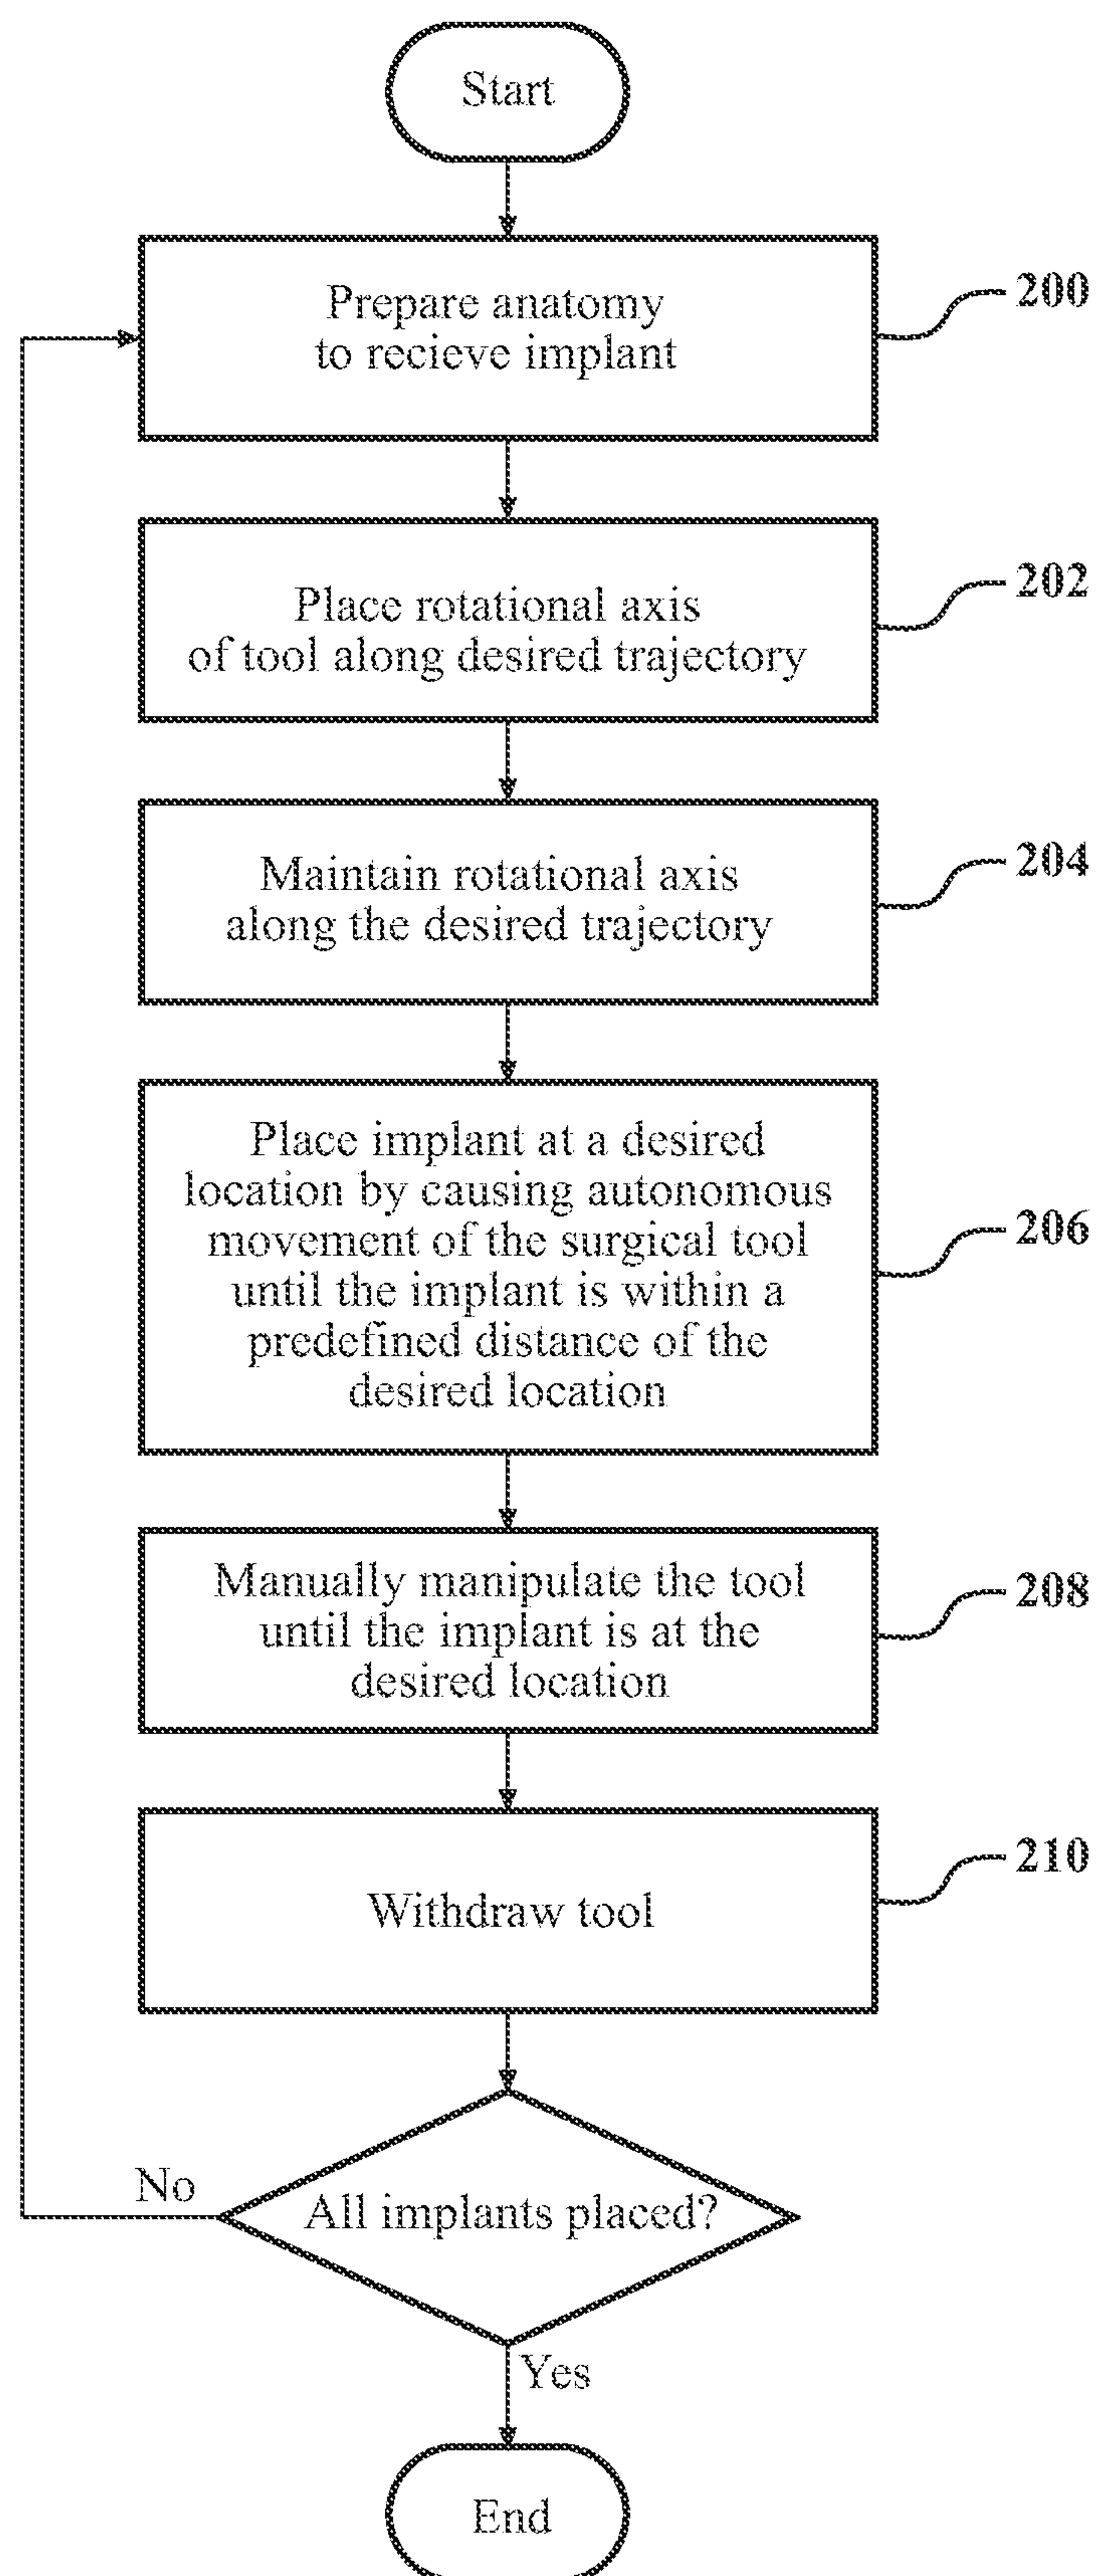 Start
Prepare anatomy
to recieve implant
200
Place rotational axis
of tool along desired trajectory
202
Maintain rotational axis
along the desired trajectory
204
Place implant at a desired
location by causing autonomous
movement of the surgical tool
until the implant is within a
predefined distance of the
desired location
206
Manually manipulate the tool
until the implant is at the
desired location
208
Withdraw tool
210
All implants placed?
No
Yes
End